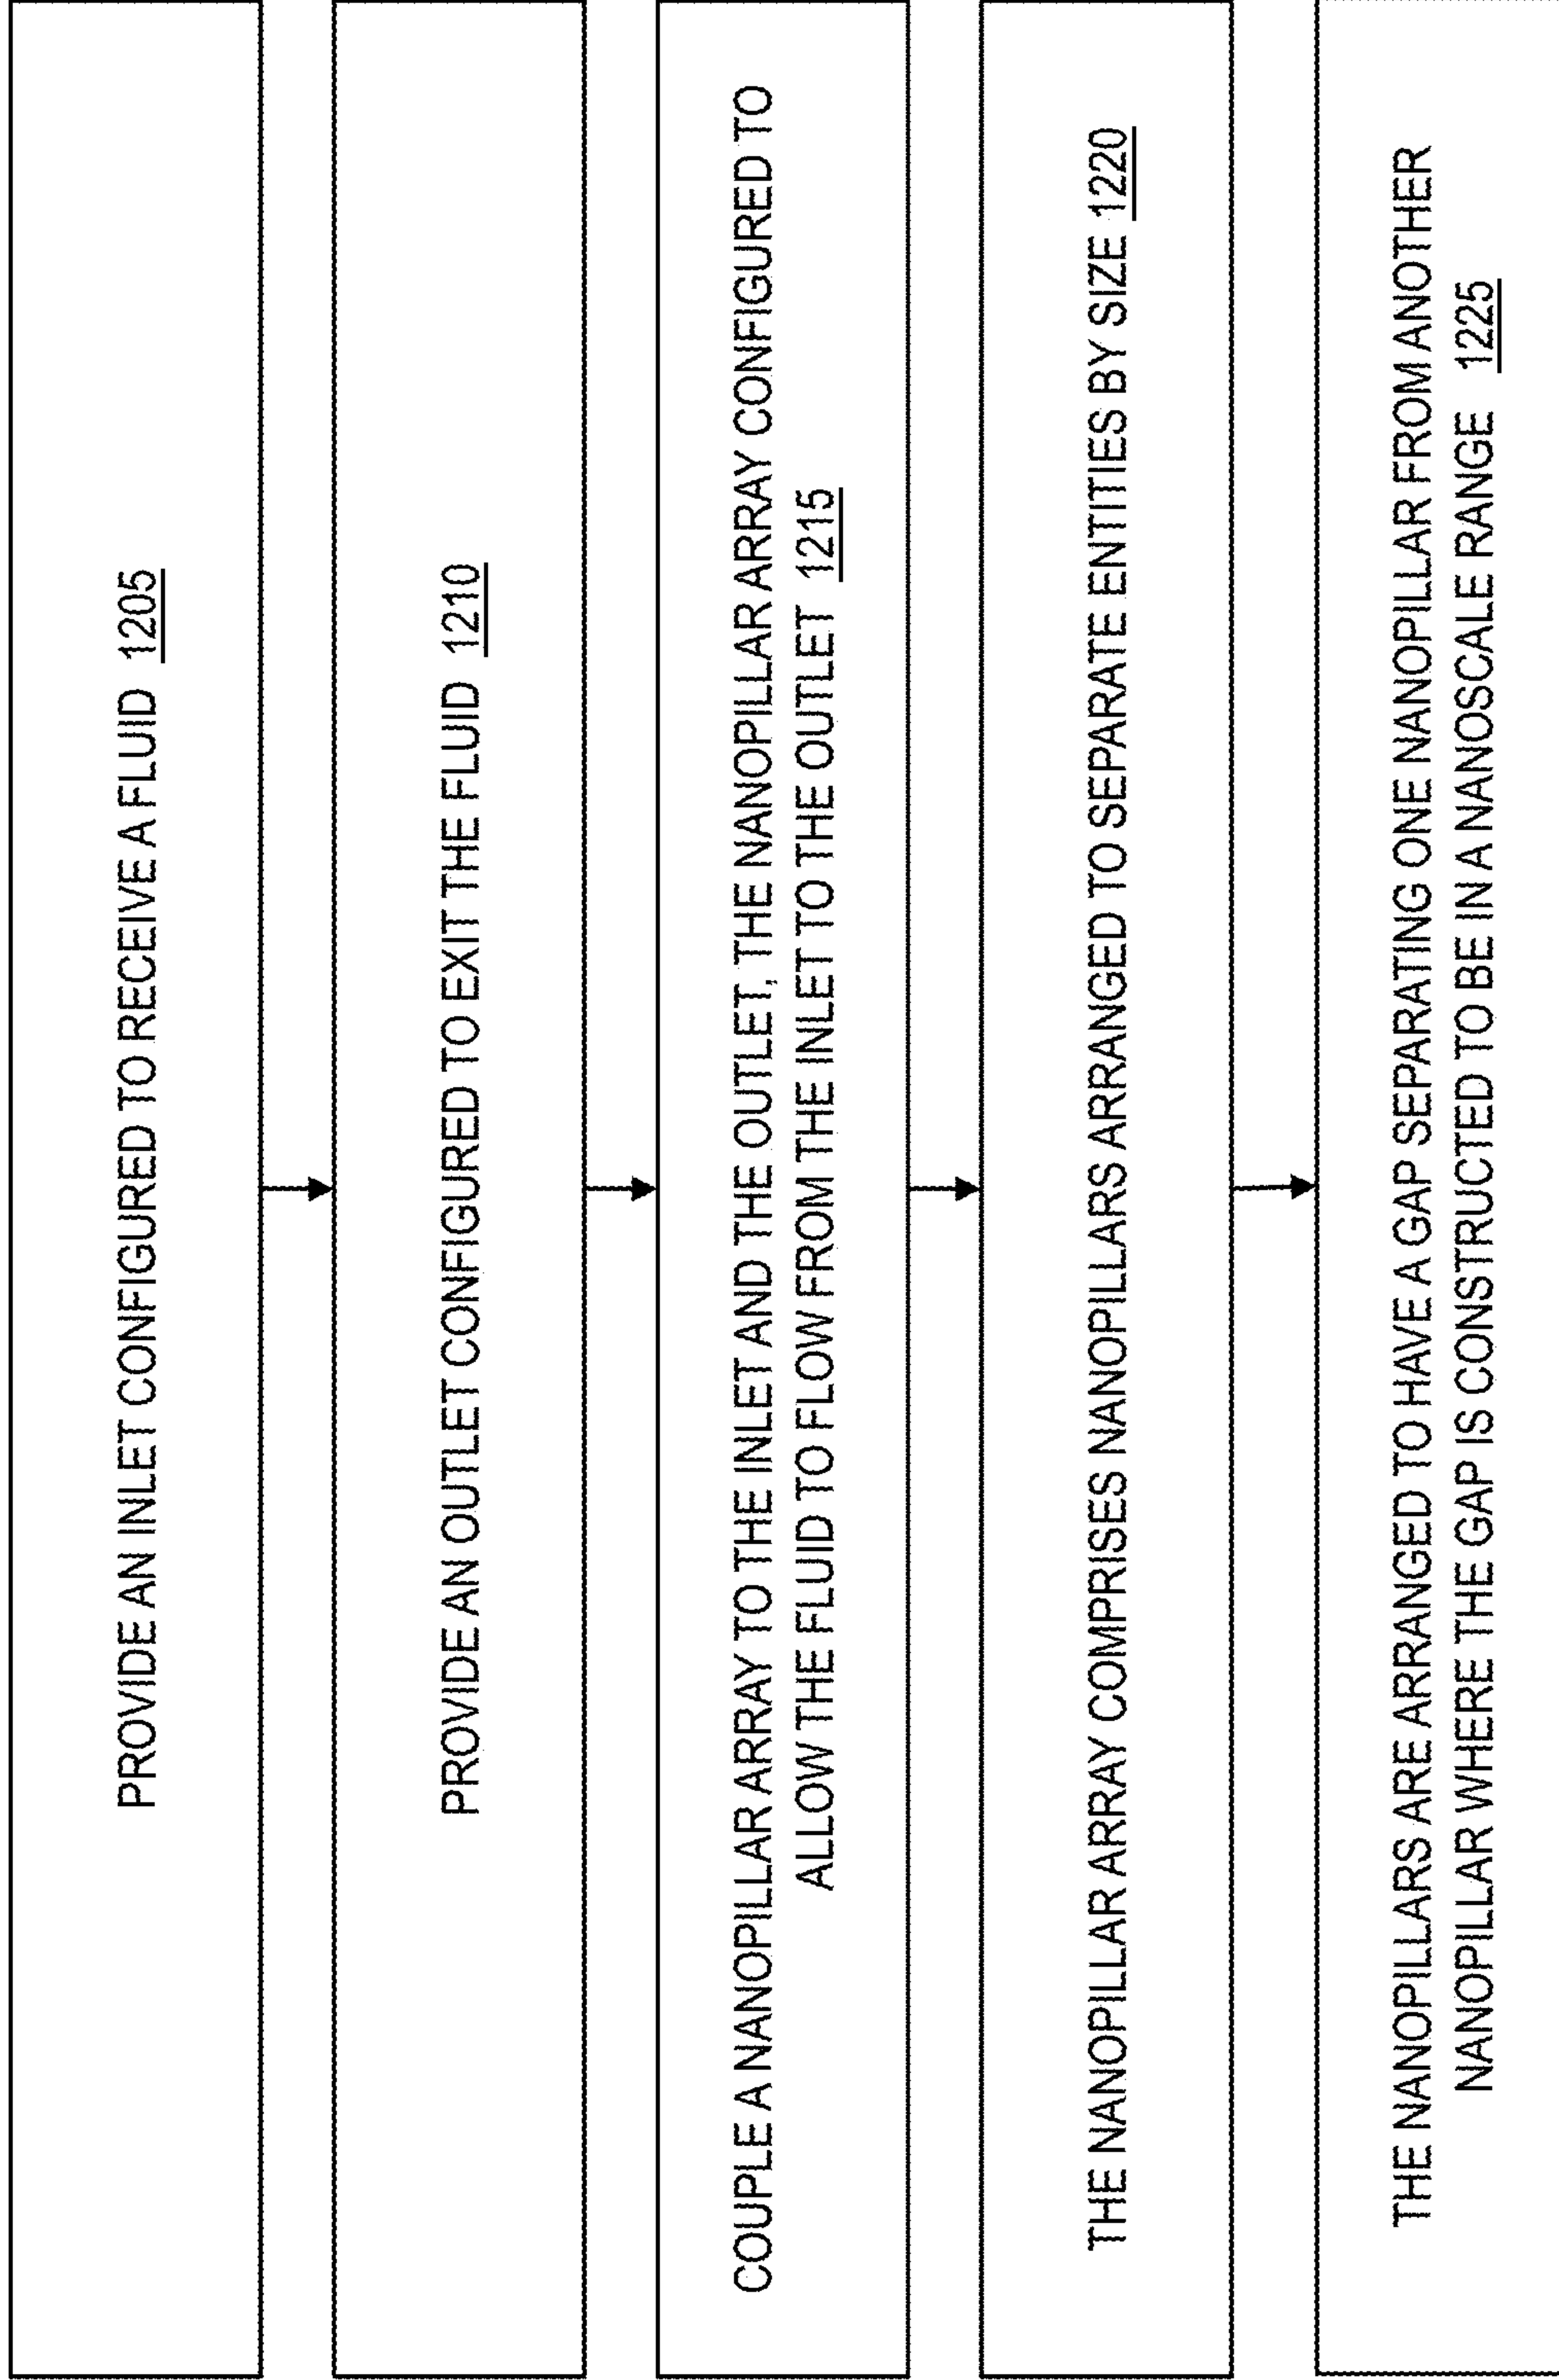 PROVIDE AN INLET CONFIGURED TO RECEIVE A FLUID 1205
PROVIDE AN OUTLET CONFIGURED TO EXIT THE FLUID 1210
COUPLE A NANOPILLAR ARRAY TO THE INLET AND THE OUTLET, THE NANOPILLAR ARRAY CONFIGURED TO
ALLOW THE FLUID TO FLOW FROM THE INLET TO THE OUTLET 1215
THE NANOPILLAR ARRAY COMPRISES NANOPILLARS ARRANGED TO SEPARATE ENTITIES BY SIZE 1220
THE NANOPILLARS ARE ARRANGED TO HAVE A GAP SEPARATING ONE NANOPILLAR FROM ANOTHER
NANOPILLAR WHERE THE GAP IS CONSTRUCTED TO BE IN A NANOSCALE RANGE 1225